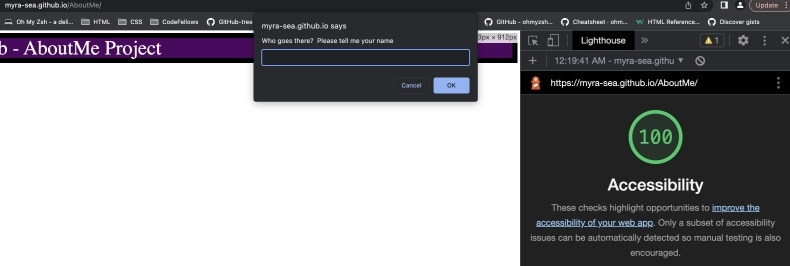 myra-sea.github.io/AboutMe/
Update
Oh My Zsh - a deli... HTML CSS CodeFellows GitHub-tree GitHub - ohmyzsh... Cheatsheet - ohm... HTML Reference... Discover gists
b - AboutMe Project
myra-sea.github.io says
Who goes there? Please tell me your name
Cancel OK
3px × 912px
Lighthouse » 1
+ 12:19:41 AM - myra-sea.githu
https://myra-sea.github.io/AboutMe/
100
Accessibility
These checks highlight opportunities to improve the
accessibility of your web app. Only a subset of accessibility
issues can be automatically detected so manual testing is also
encouraged.